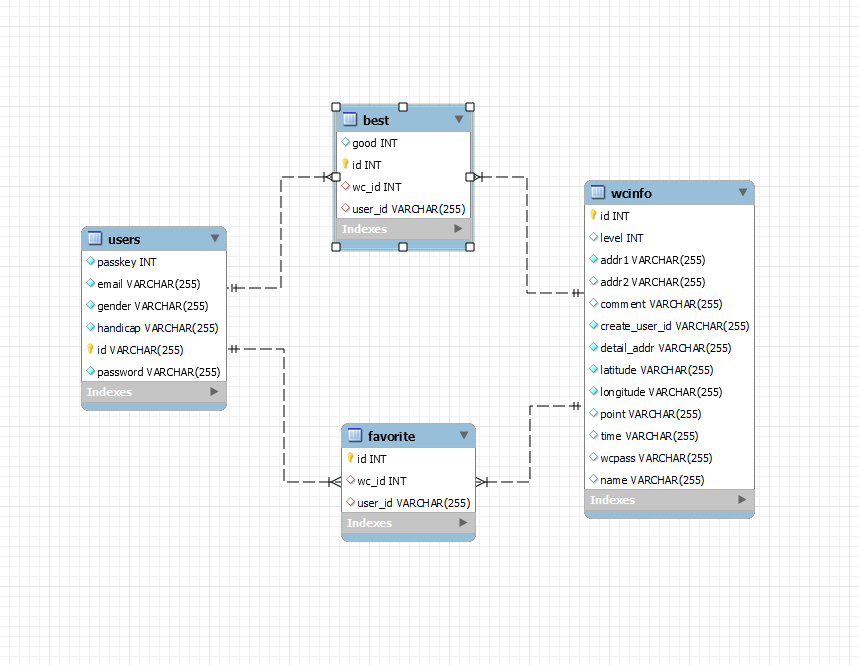 best
good INT
id INT
wc_id INT
user_id VARCHAR(255)
Indexes
users
passkey INT
email VARCHAR(255)
gender VARCHAR(255)
handicap VARCHAR(255)
id VARCHAR(255)
password VARCHAR(255)
Indexes
favorite
id INT
wc_id INT
user_id VARCHAR(255)
Indexes
wcinfo
id INT
level INT
addr1 VARCHAR(255)
addr2 VARCHAR(255)
comment VARCHAR(255)
create_user_id VARCHAR(255)
detail_addr VARCHAR(255)
latitude VARCHAR(255)
longitude VARCHAR(255)
point VARCHAR(255)
time VARCHAR(255)
wcpass VARCHAR(255)
name VARCHAR(255)
Indexes